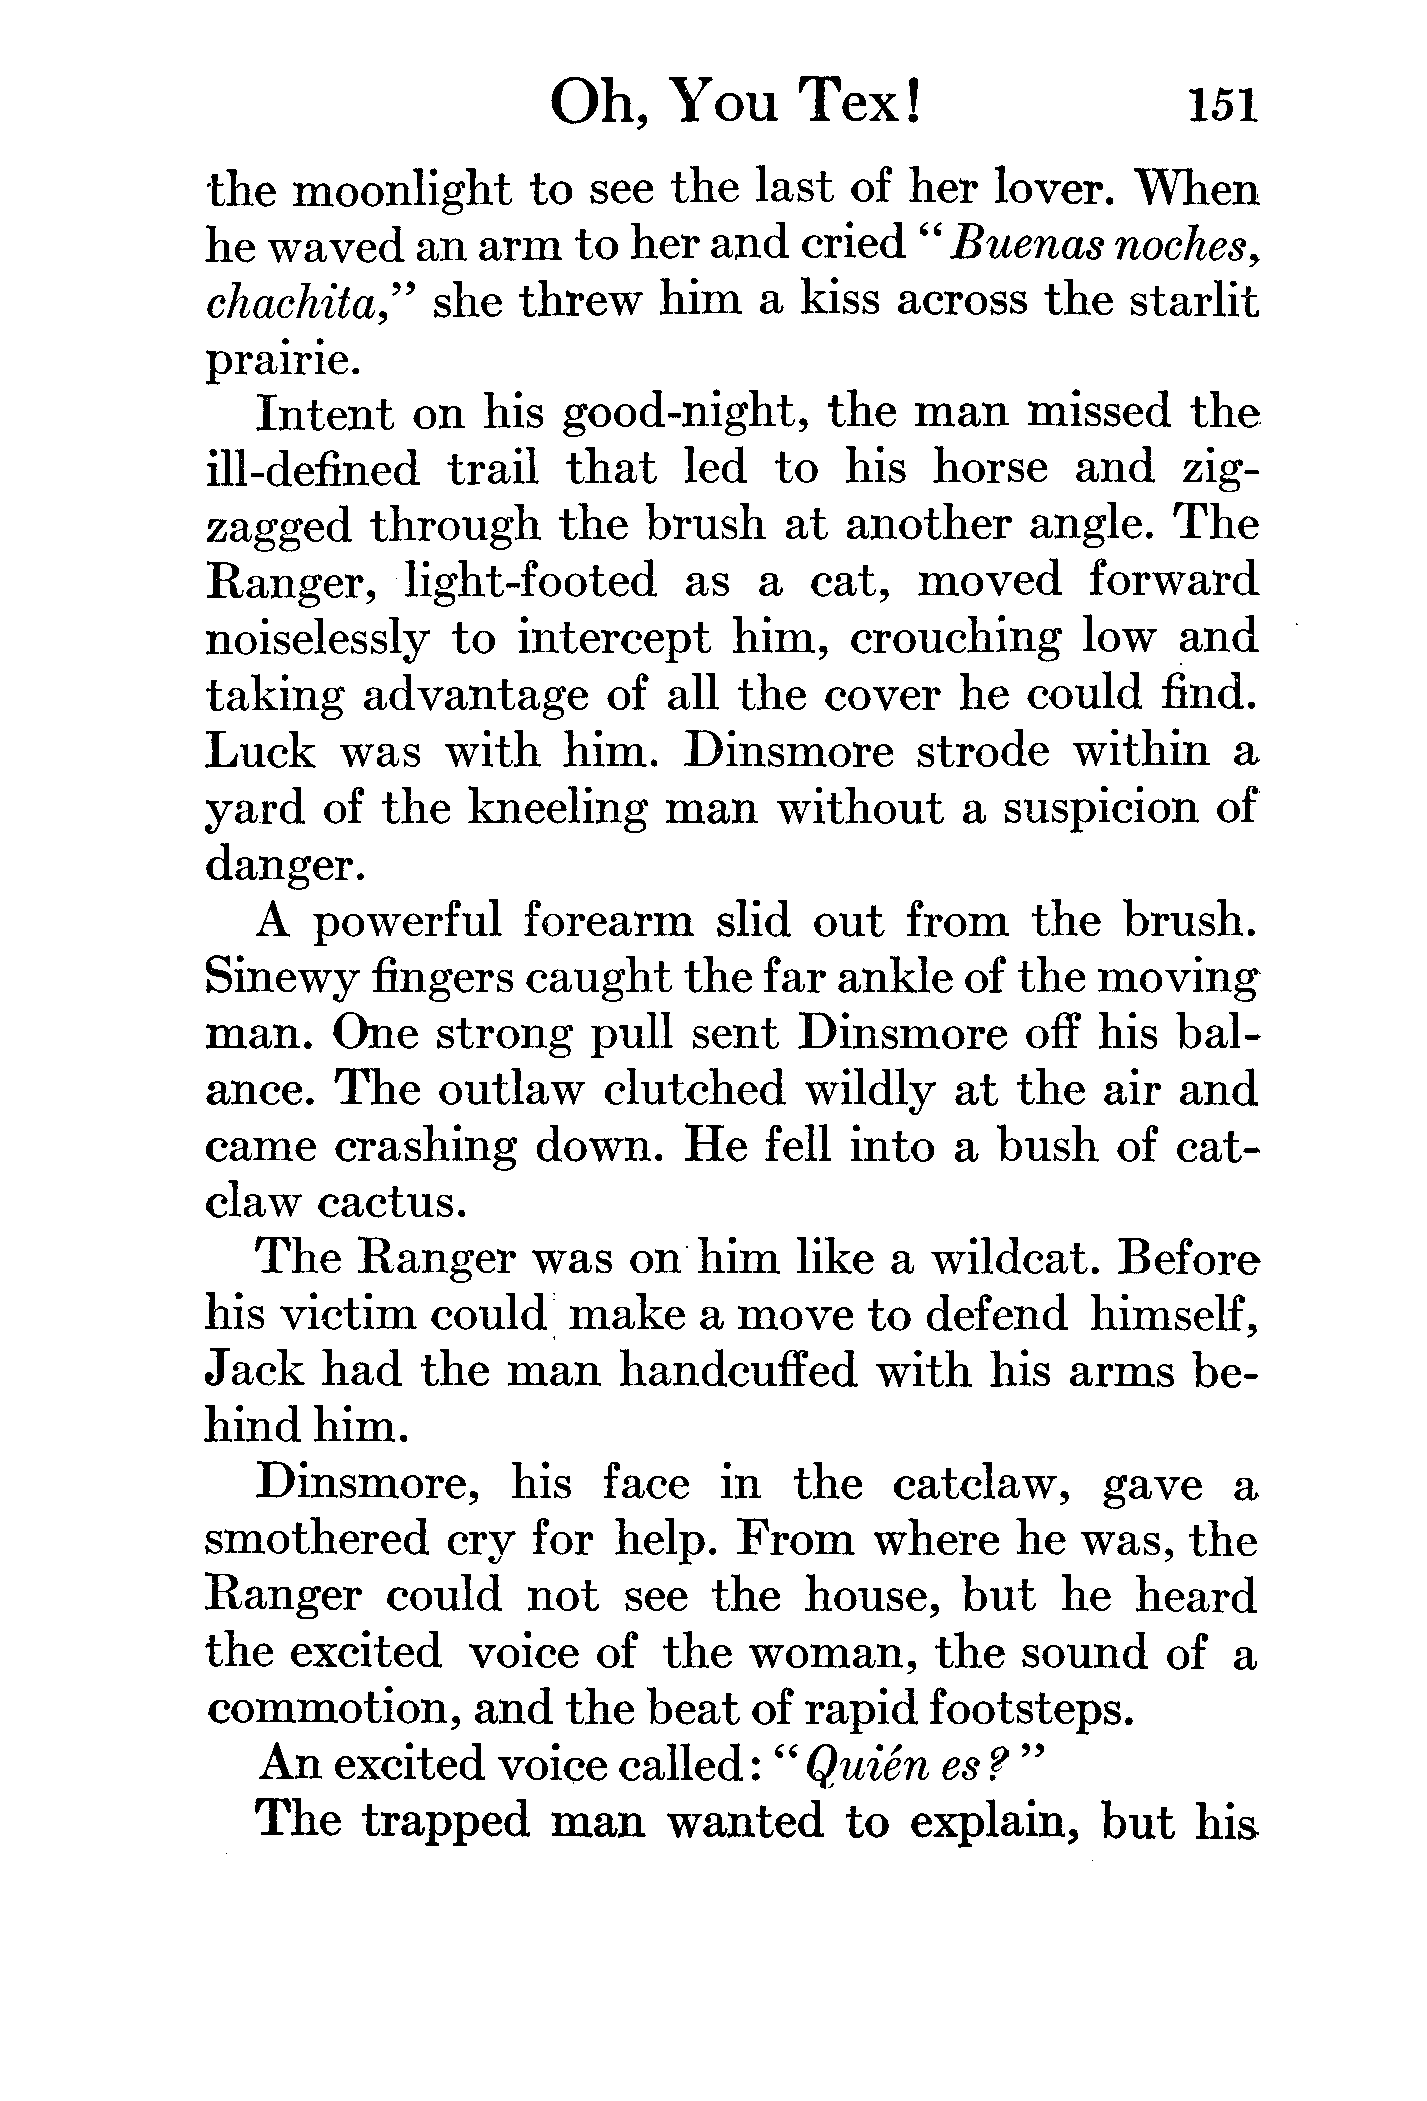 Oh, You Tex! 151
the moonlight to see the last of her lover. When
he waved an arm to her and cried "Buenas noches,
chachita," she threw him a kiss across the starlit
prairie.
Intent on his good-night, the man missed the
ill-defined trail that led to his horse and zig-
zagged through the brush at another angle. The
Ranger, light-footed as a cat, moved forward
noiselessly to intercept him, crouching low and
taking advantage of all the cover he could find.
Luck was with him. Dinsmore strode within a
yard of the kneeling man without a suspicion of
danger.
A powerful forearm slid out from the brush.
Sinewy fingers caught the far ankle of the moving
man. One strong pull sent Dinsmore off his bal-
ance. The outlaw clutched wildly at the air and
came crashing down. He fell into a bush of cat-
claw cactus.
The Ranger was on him like a wildcat. Before
his victim could make a move to defend himself,
Jack had the man handcuffed with his arms be-
hind him.
Dinsmore, his face in the catclaw, gave a
smothered cry for help. From where he was, the
Ranger could not see the house, but he heard
the excited voice of the woman, the sound of a
commotion, and the beat of rapid footsteps.
An excited voice called: "Quién es?"
The trapped man wanted to explain, but his